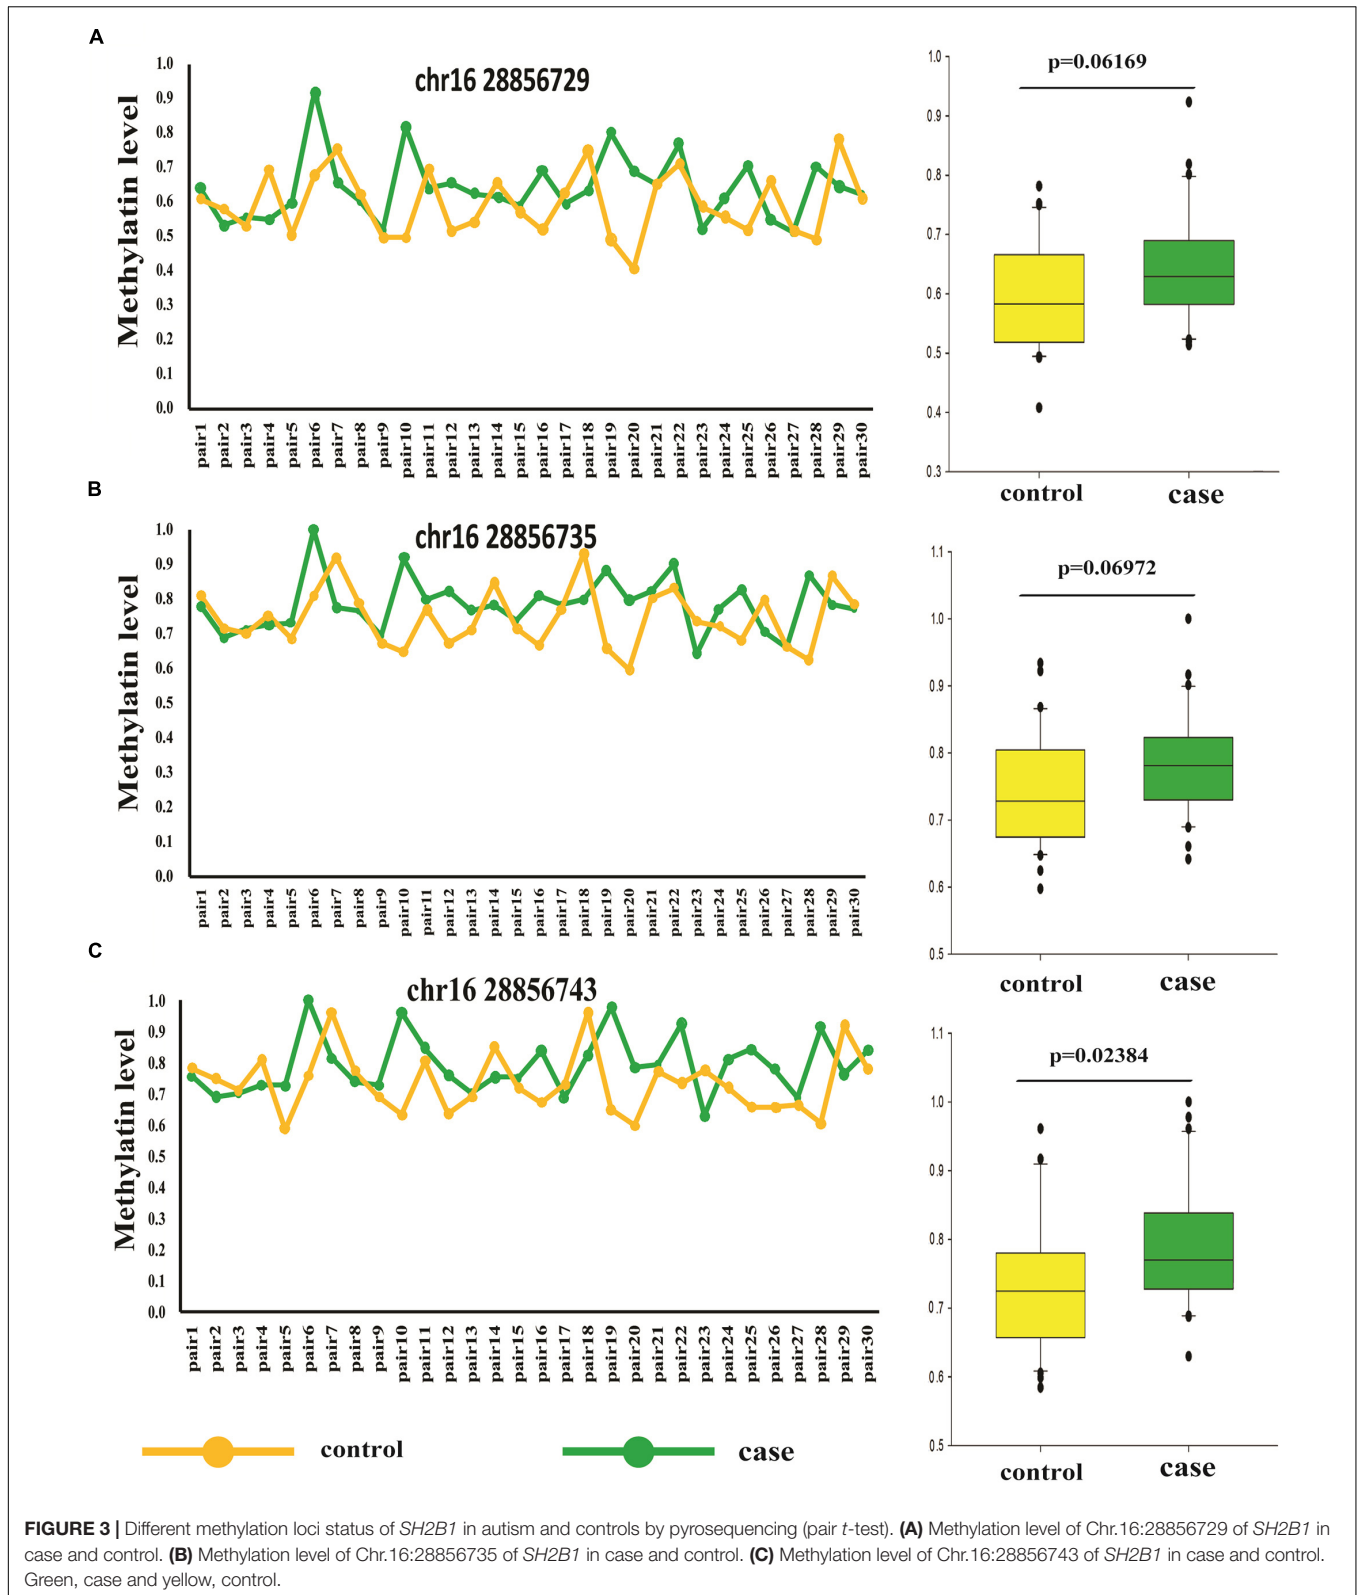 A
chr16 28856729
Methylatin level
1.0
0.9
0.8
0.7
0.6
0.5
0.4
0.3
0.2
0.1
0.0
pair1 pair2 pair3 pair4 pair5 pair6 pair7 pair8 pair9 pair10 pair11 pair12 pair13 pair14 pair15 pair16 pair17 pair18 pair19 pair20 pair21 pair22 pair23 pair24 pair25 pair26 pair27 pair28 pair29 pair30
p=0.06169
1.0
0.9
0.8
0.7
0.6
0.5
0.4
0.3
control case
B
chr16 28856735
Methylatin level
1.0
0.9
0.8
0.7
0.6
0.5
0.4
0.3
0.2
0.1
0.0
pair1 pair2 pair3 pair4 pair5 pair6 pair7 pair8 pair9 pair10 pair11 pair12 pair13 pair14 pair15 pair16 pair17 pair18 pair19 pair20 pair21 pair22 pair23 pair24 pair25 pair26 pair27 pair28 pair29 pair30
p=0.06972
1.1
1.0
0.9
0.8
0.7
0.6
0.5
control case
C
chr16 28856743
Methylatin level
1.0
0.9
0.8
0.7
0.6
0.5
0.4
0.3
0.2
0.1
0.0
pair1 pair2 pair3 pair4 pair5 pair6 pair7 pair8 pair9 pair10 pair11 pair12 pair13 pair14 pair15 pair16 pair17 pair18 pair19 pair20 pair21 pair22 pair23 pair24 pair25 pair26 pair27 pair28 pair29 pair30
p=0.02384
1.1
1.0
0.9
0.8
0.7
0.6
0.5
control case
control case
FIGURE 3 | Different methylation loci status of SH2B1 in autism and controls by pyrosequencing (pair t-test). (A) Methylation level of Chr.16:28856729 of SH2B1 in
case and control. (B) Methylation level of Chr.16:28856735 of SH2B1 in case and control. (C) Methylation level of Chr.16:28856743 of SH2B1 in case and control.
Green, case and yellow, control.